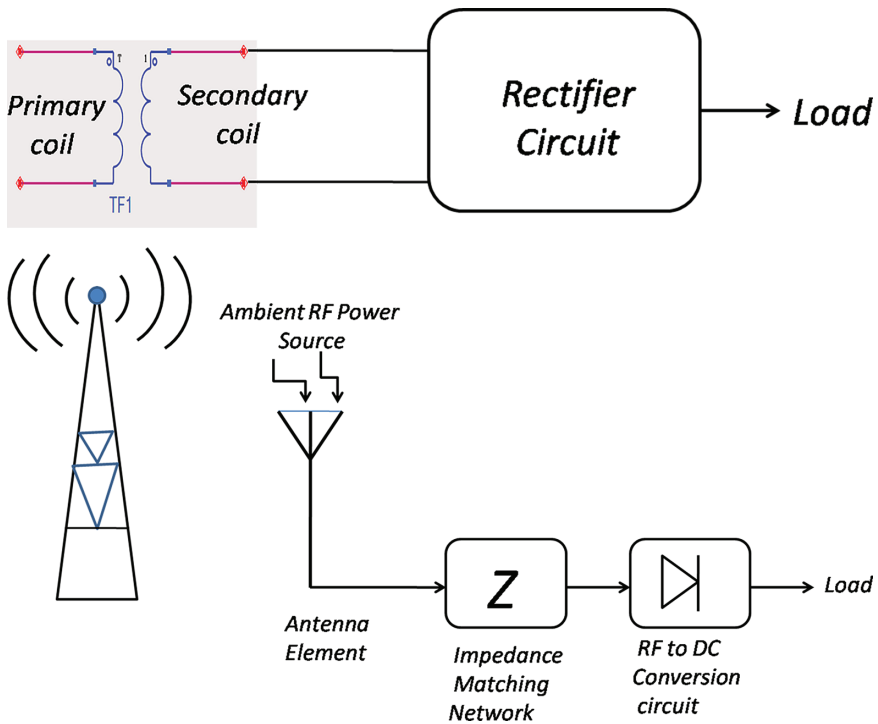 Primary
coil
T
1
Secondary
coil
TF1
Rectifier
Circuit
Load
Ambient RF Power
Source
Antenna
Element
Z
Impedance
Matching
Network
RF to DC
Conversion
circuit
Load